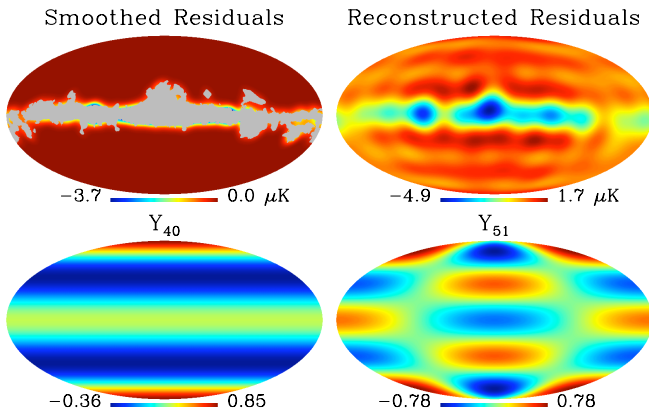 Smoothed Residuals Reconstructed Residuals
−3.7 0.0 μK −4.9 1.7 μK
Y40 Y51
−0.36 0.85 −0.78 0.78